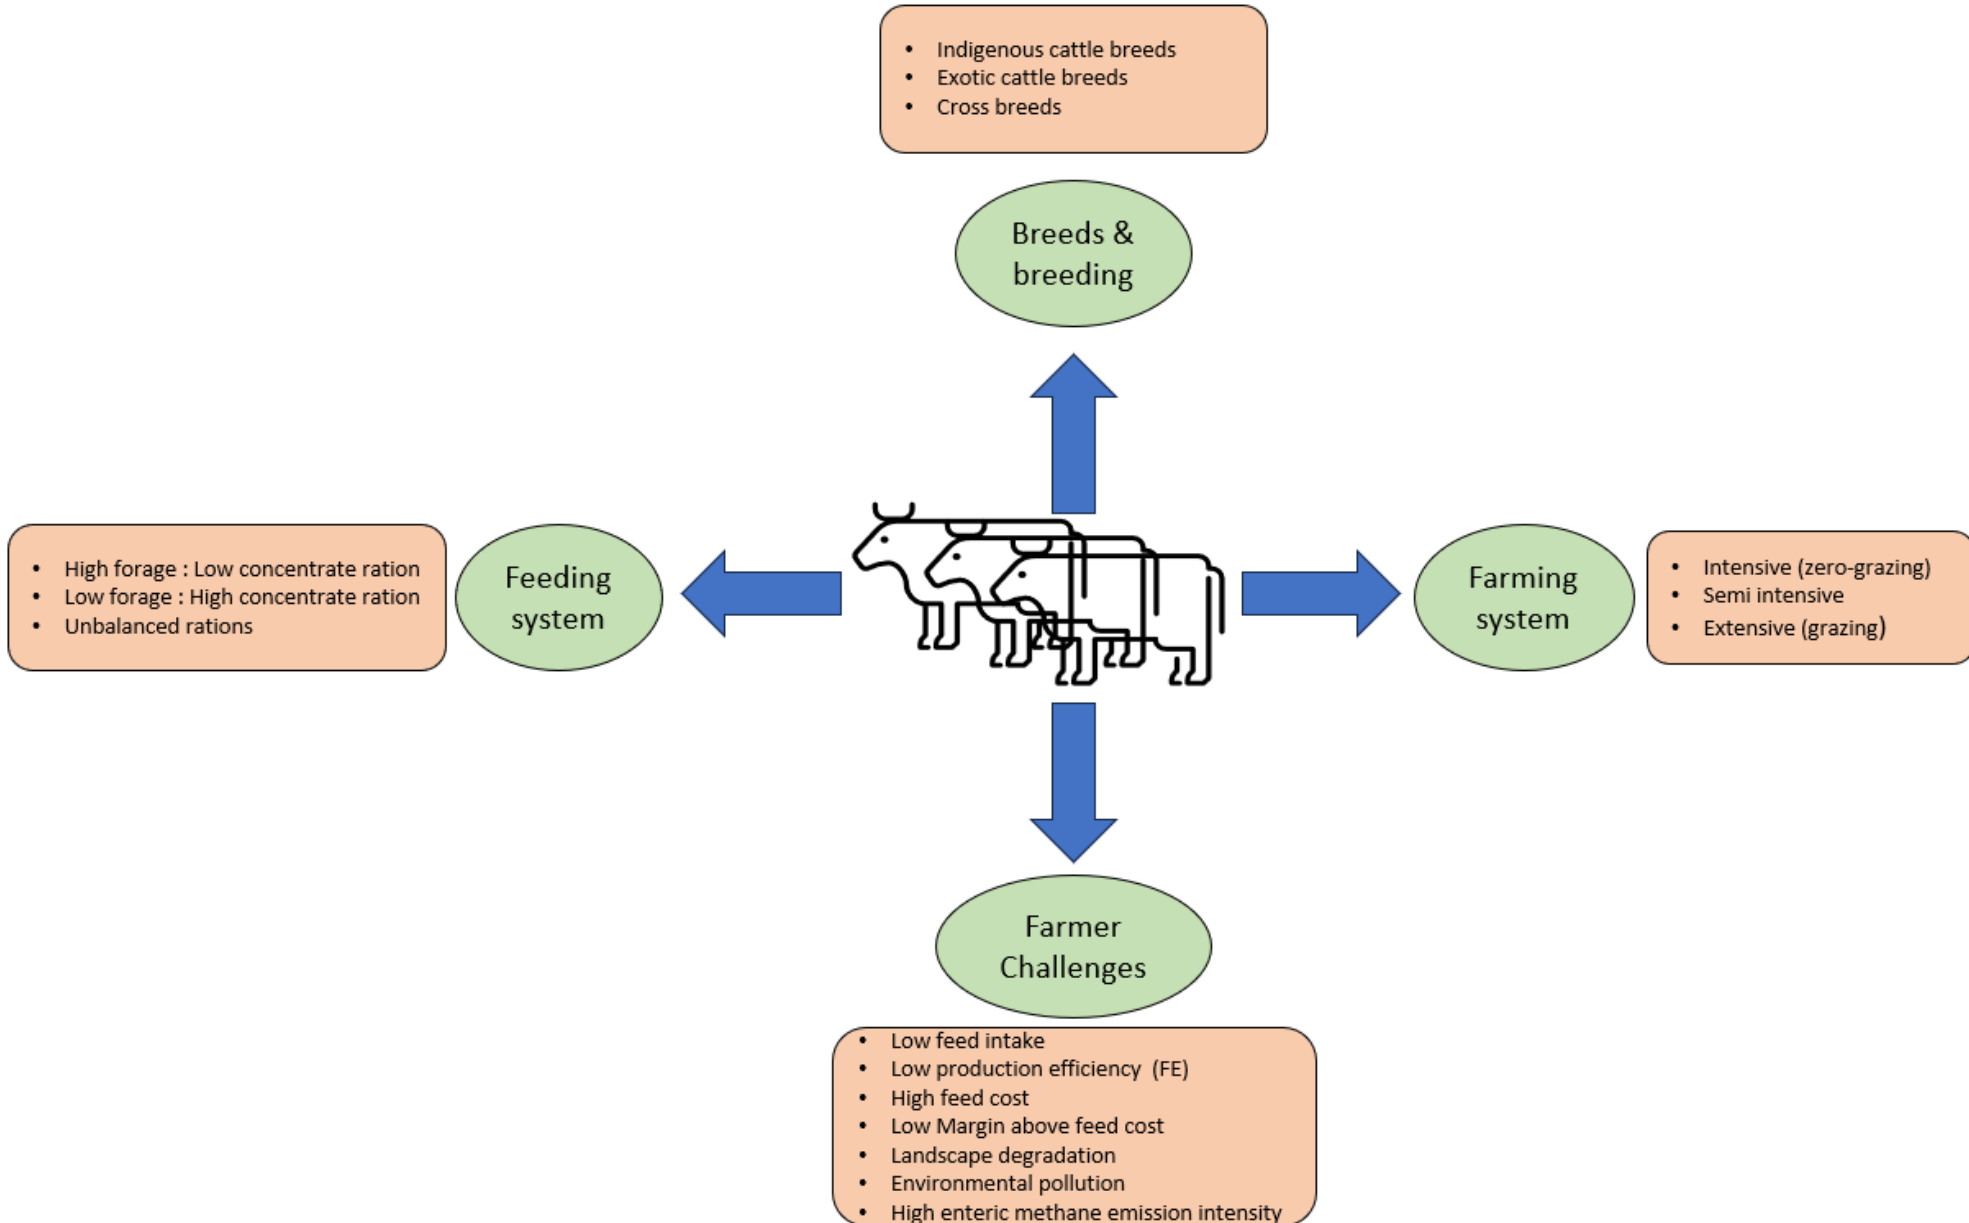 • Indigenous cattle breeds
• Exotic cattle breeds
• Cross breeds
Breeds &
breeding
• High forage : Low concentrate ration
• Low forage : High concentrate ration
• Unbalanced rations
Feeding
system
Farming
system
• Intensive (zero-grazing)
• Semi intensive
• Extensive (grazing)
Farmer
Challenges
• Low feed intake
• Low production efficiency (FE)
• High feed cost
• Low Margin above feed cost
• Landscape degradation
• Environmental pollution
• High enteric methane emission intensity